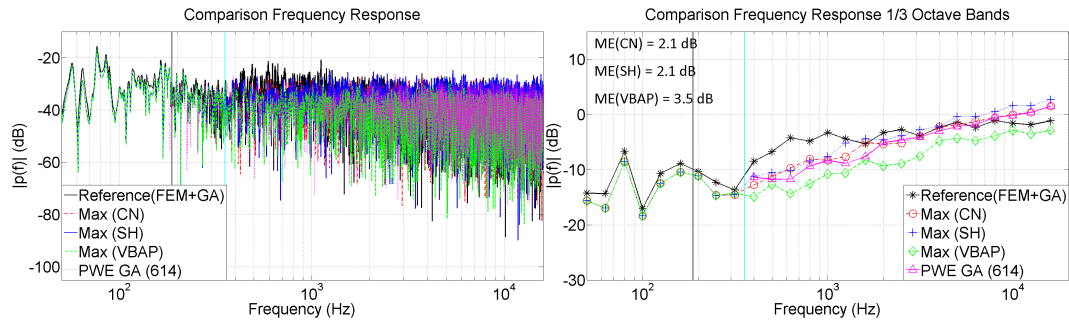 Comparison Frequency Response
-20
-40
-60
-80
-100
|p(f)| (dB)
Reference(FEM+GA)
Max (CN)
Max (SH)
Max (VBAP)
PWE GA (614)
10²
10³
10⁴
Frequency (Hz)
Comparison Frequency Response 1/3 Octave Bands
ME(CN) = 2.1 dB
ME(SH) = 2.1 dB
ME(VBAP) = 3.5 dB
10
0
-10
-20
-30
|p(f)| (dB)
Reference(FEM+GA)
Max (CN)
Max (SH)
Max (VBAP)
PWE GA (614)
10²
10³
10⁴
Frequency (Hz)